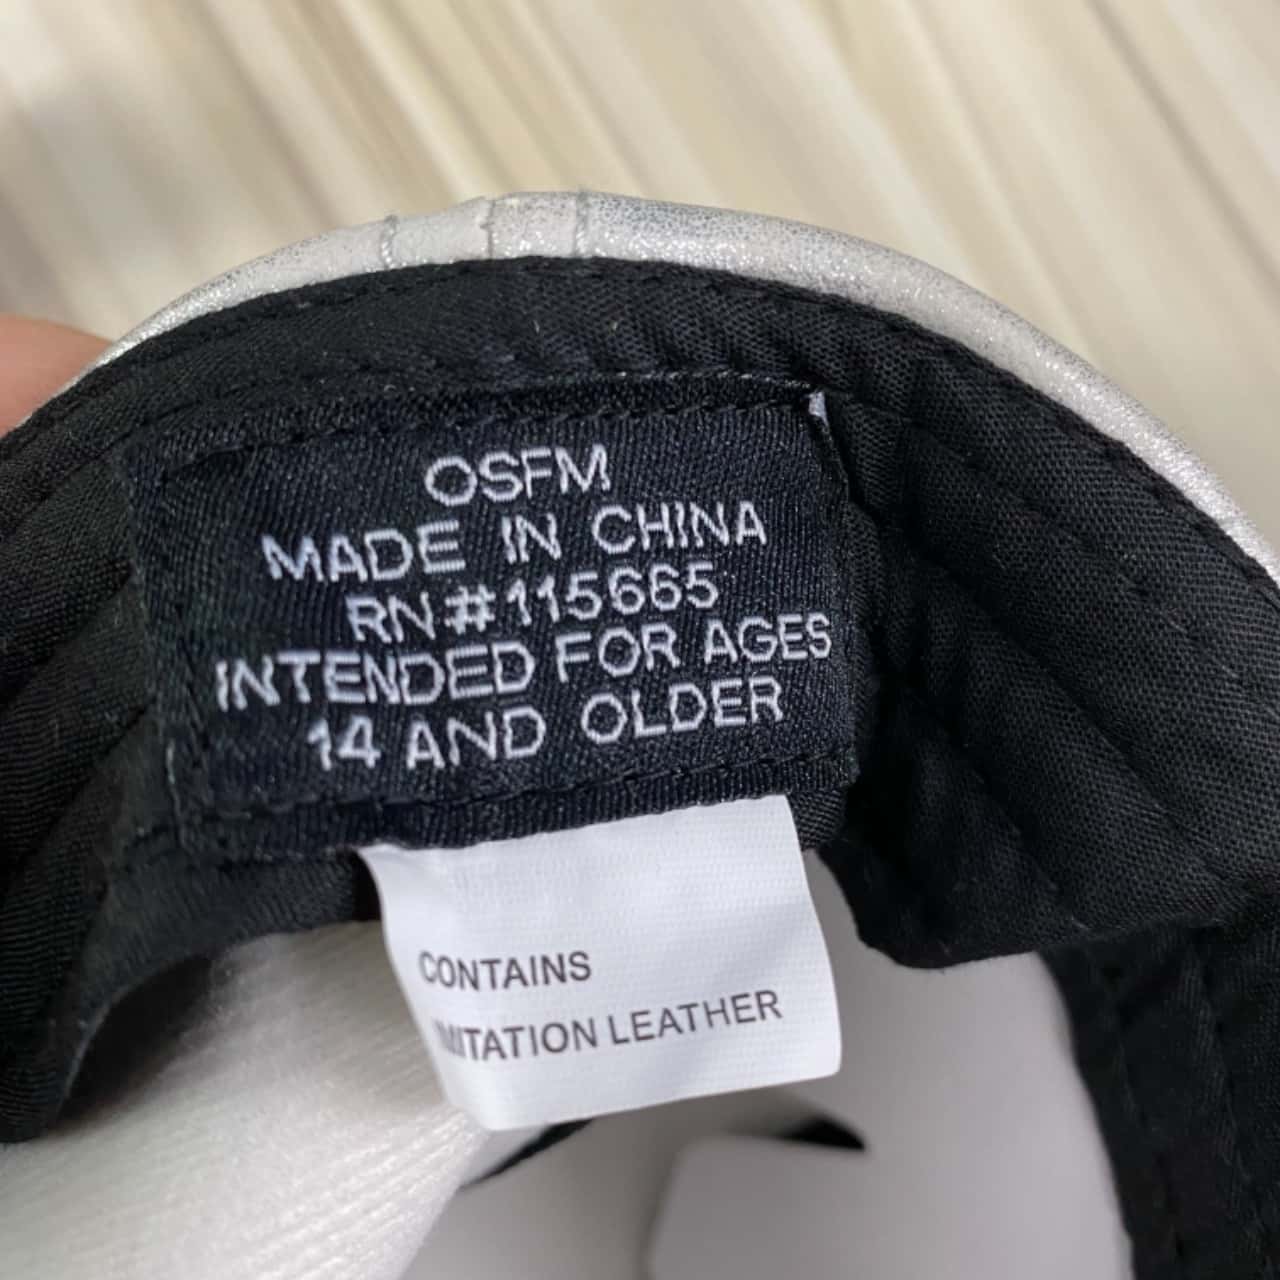 OSFM
MADE IN CHINA
RN#115665
INTENDED FOR AGES
14 AND OLDER
CONTAINS
IMITATION LEATHER